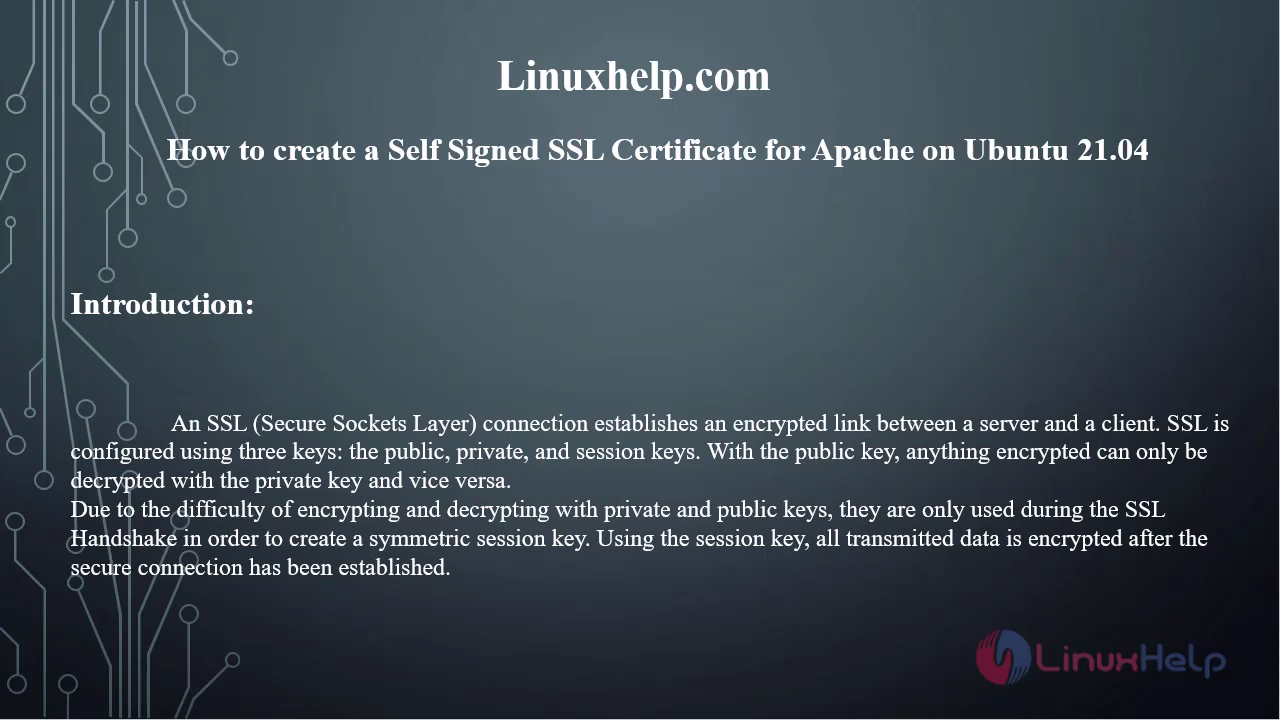 Linuxhelp.com
How to create a Self Signed SSL Certificate for Apache on Ubuntu 21.04
Introduction:
An SSL (Secure Sockets Layer) connection establishes an encrypted link between a server and a client. SSL is
configured using three keys: the public, private, and session keys. With the public key, anything encrypted can only be
decrypted with the private key and vice versa.
Due to the difficulty of encrypting and decrypting with private and public keys, they are only used during the SSL
Handshake in order to create a symmetric session key. Using the session key, all transmitted data is encrypted after the
secure connection has been established.
LinuxHelp